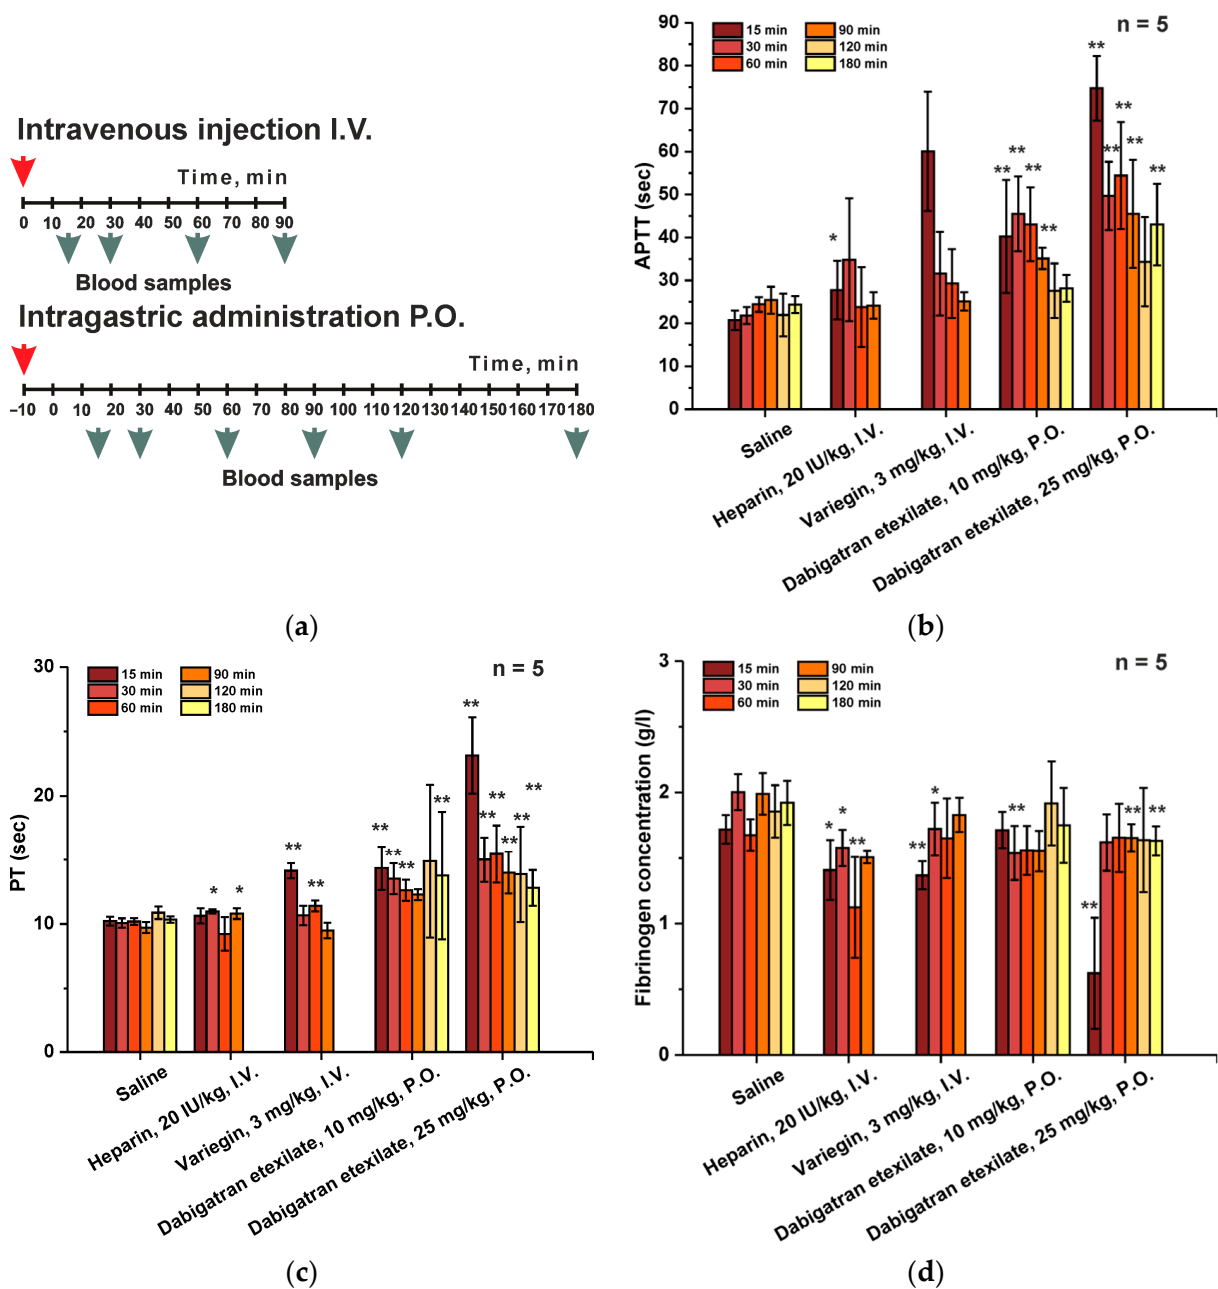 Intravenous injection I.V.
Time, min
0 10 20 30 40 50 60 70 80 90
Blood samples
Intragastric administration P.O.
Time, min
–10 0 10 20 30 40 50 60 70 80 90 100 110 120 130 140 150 160 170 180
Blood samples
(a)
n = 5
15 min 90 min
30 min 120 min
60 min 180 min
APTT (sec)
90
80
70
60
50
40
30
20
10
0
** ** ** ** ** ** ** ** ** * **
Saline
Heparin, 20 IU/kg, I.V.
Variegin, 3 mg/kg, I.V.
Dabigatran etexilate, 10 mg/kg, P.O.
Dabigatran etexilate, 25 mg/kg, P.O.
(b)
n = 5
15 min 90 min
30 min 120 min
60 min 180 min
PT (sec)
30
20
10
0
* * ** ** ** ** ** ** ** ** ** ** ** **
Saline
Heparin, 20 IU/kg, I.V.
Variegin, 3 mg/kg, I.V.
Dabigatran etexilate, 10 mg/kg, P.O.
Dabigatran etexilate, 25 mg/kg, P.O.
(c)
n = 5
15 min 90 min
30 min 120 min
60 min 180 min
Fibrinogen concentration (g/l)
3
2
1
0
* * ** ** * ** ** ** **
Saline
Heparin, 20 IU/kg, I.V.
Variegin, 3 mg/kg, I.V.
Dabigatran etexilate, 10 mg/kg, P.O.
Dabigatran etexilate, 25 mg/kg, P.O.
(d)